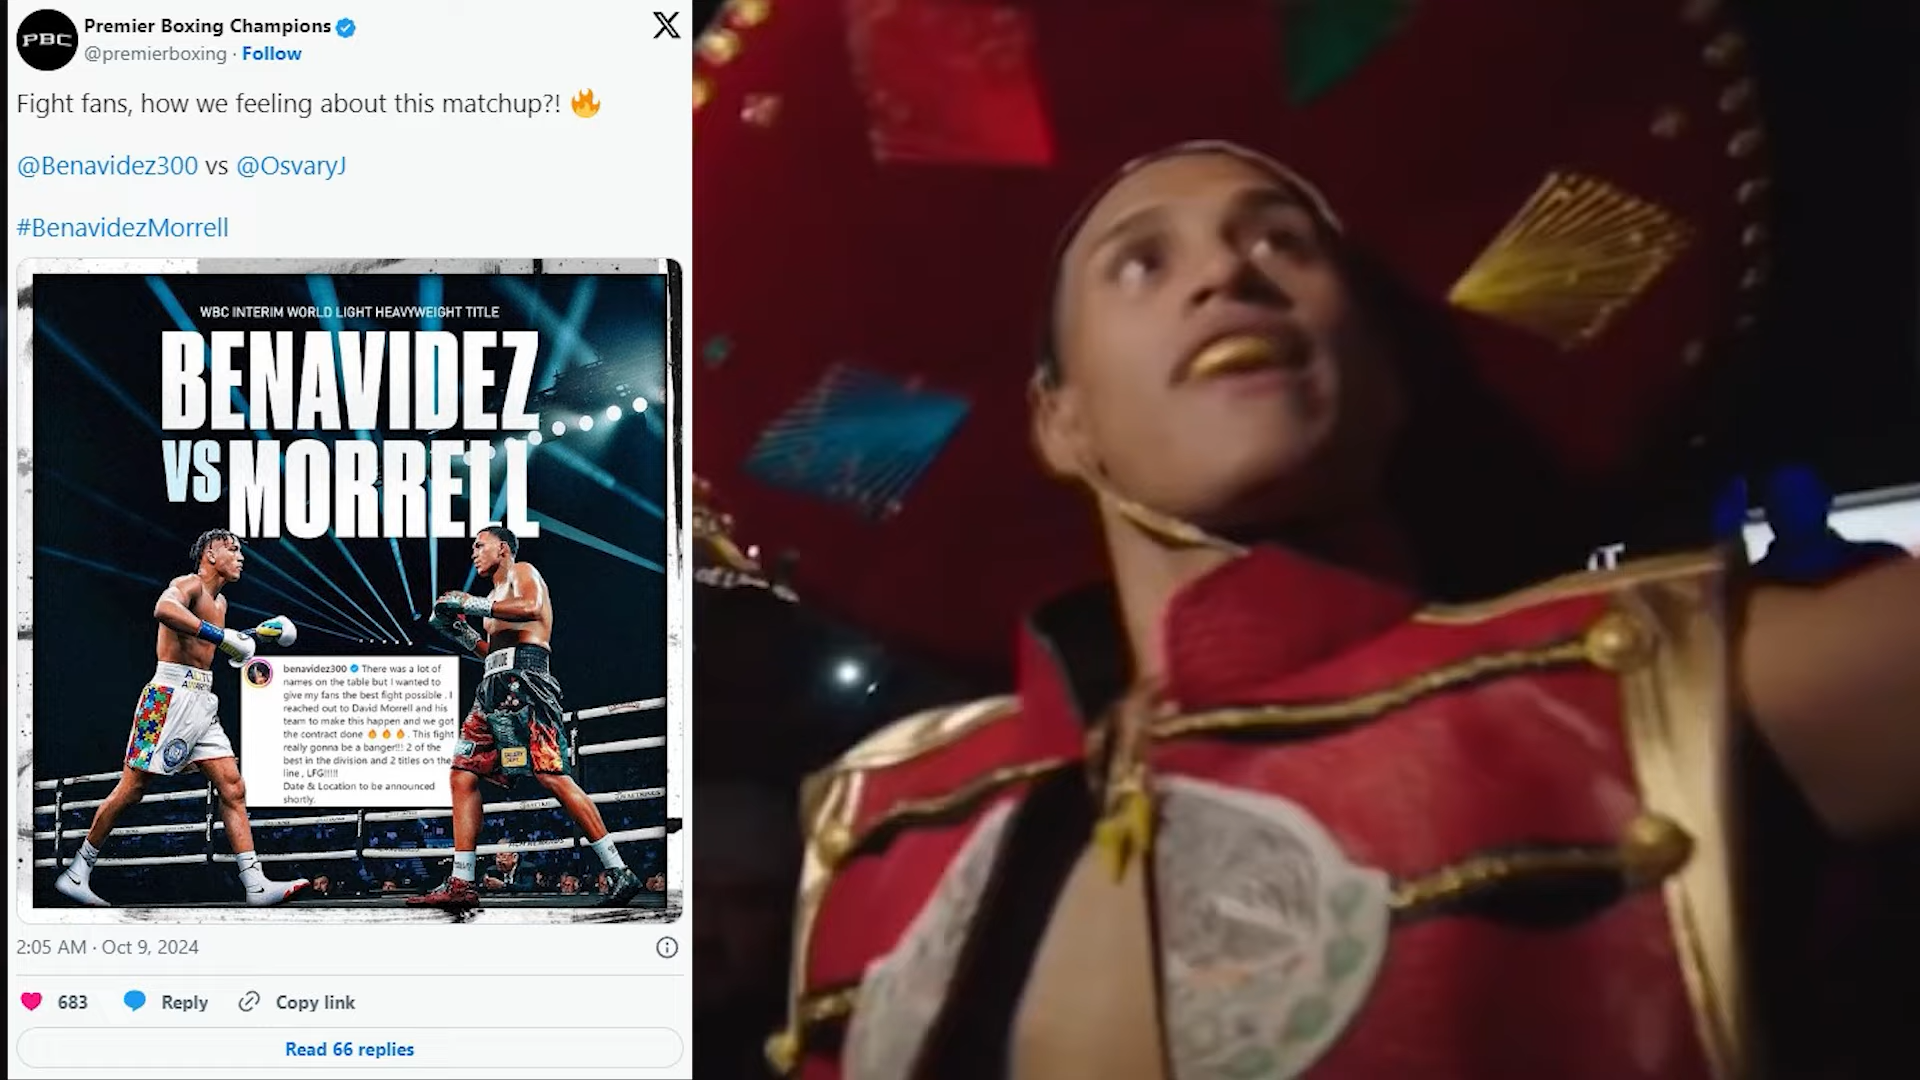 PBC
Premier Boxing Champions
@premierboxing · Follow
Fight fans, how we feeling about this matchup?! 🔥
@Benavidez300 vs @OsvaryJ
#BenavidezMorrell
WBC INTERIM WORLD LIGHT HEAVYWEIGHT TITLE
BENAVIDEZ
VS MORRELL
benavidez300 There was a lot of
names on the table but I wanted to
give my fans the best fight possible . I
reached out to David Morrell and his
team to make this happen and we got
the contract done 🔥 🔥 🔥. This fight
really gonna be a banger!!! 2 of the
best in the division and 2 titles on the
line , LFG!!!!!
Date & Location to be announced
shortly.
2:05 AM · Oct 9, 2024
683
Reply
Copy link
Read 66 replies